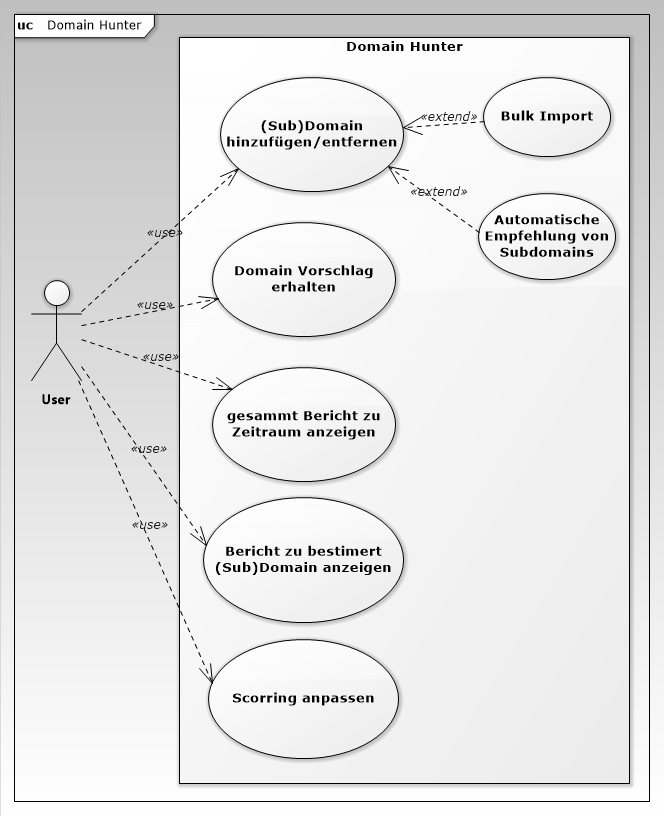 uc Domain Hunter
Domain Hunter
(Sub)Domain
hinzufügen/entfernen
«extend»
Bulk Import
«extend»
Automatische
Empfehlung von
Subdomains
«use»
Domain Vorschlag
erhalten
«use»
«use»
User
gesammt Bericht zu
Zeitraum anzeigen
«use»
Bericht zu bestimert
(Sub)Domain anzeigen
«use»
Scorring anpassen